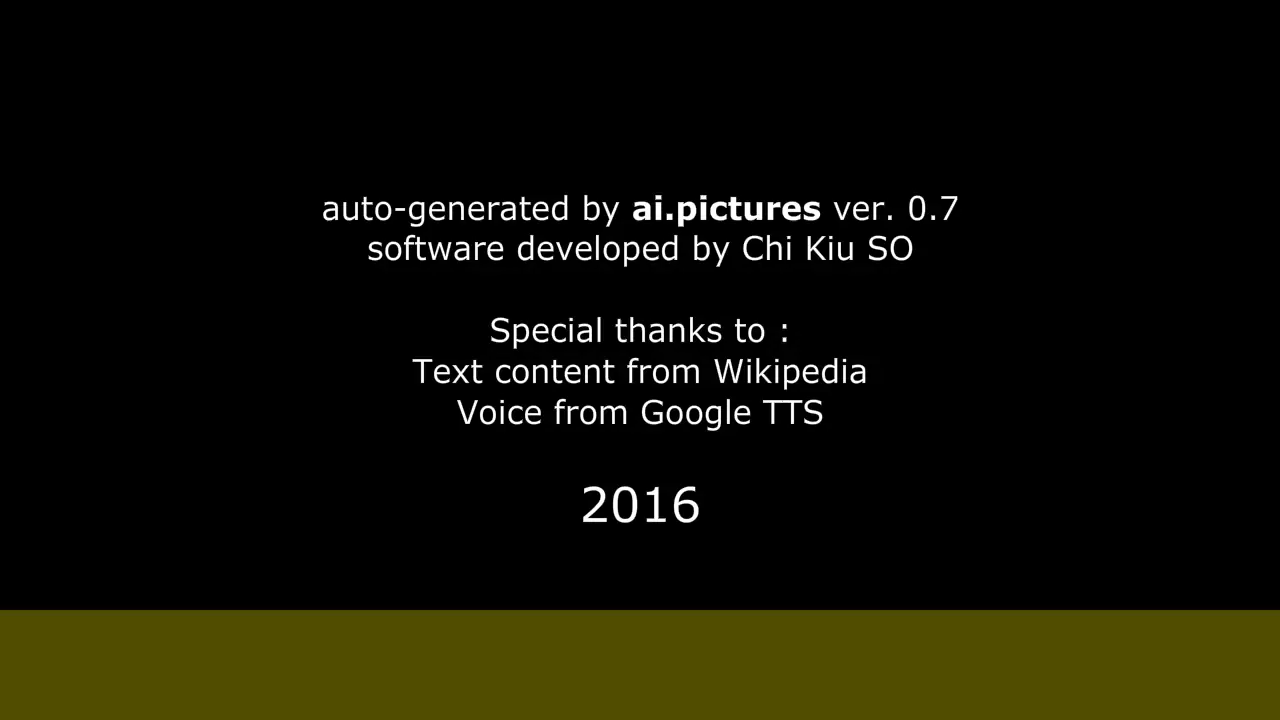 auto-generated by ai.pictures ver. 0.7
software developed by Chi Kiu SO
Special thanks to :
Text content from Wikipedia
Voice from Google TTS
2016